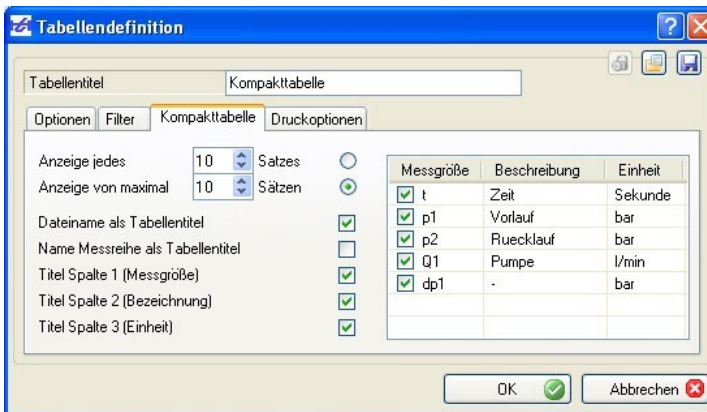 Tabellendefinition
Tabellentitel Kompakttabelle
Optionen Filter Kompakttabelle Druckoptionen
Anzeige jedes 10 Satzes
Anzeige von maximal 10 Sätzen
Dateiname als Tabellentitel
Name Messreihe als Tabellentitel
Titel Spalte 1 (Messgröße)
Titel Spalte 2 (Bezeichnung)
Titel Spalte 3 (Einheit)
Messgröße Beschreibung Einheit
t Zeit Sekunde
p1 Vorlauf bar
p2 Ruecklauf bar
Q1 Pumpe l/min
dp1 - bar
OK Abbrechen